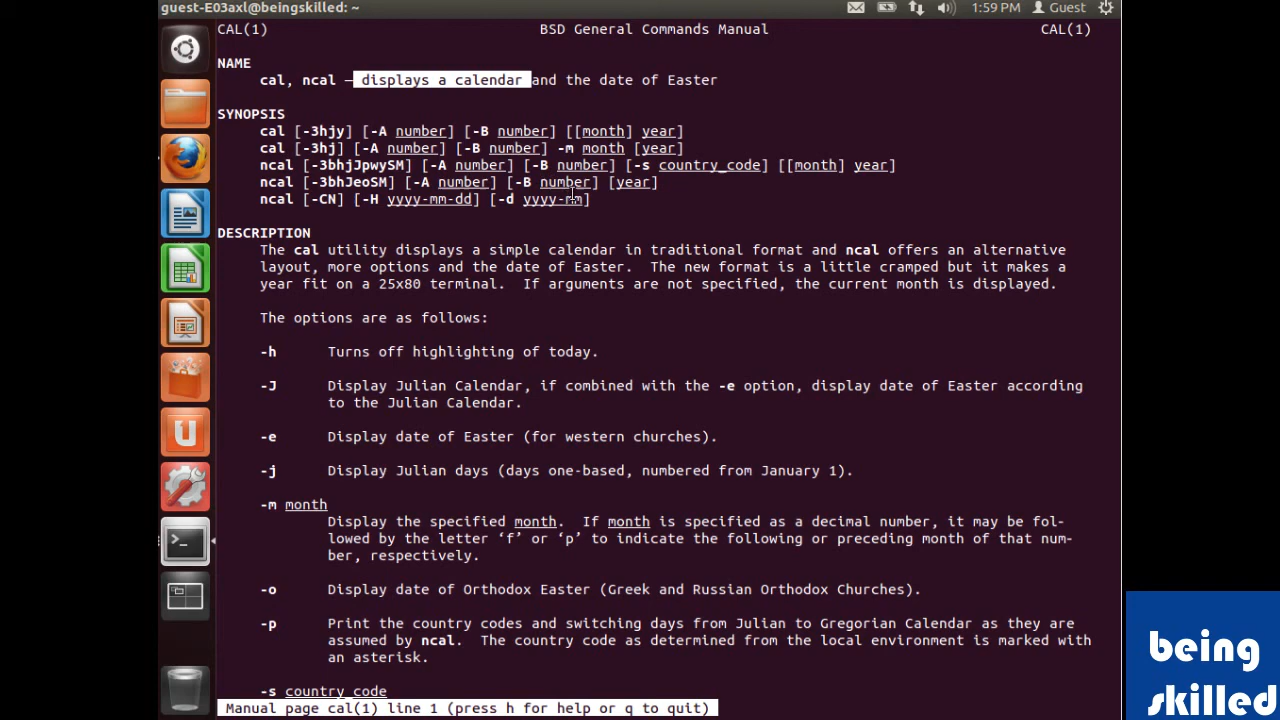 guest-E03axl@beingskilled: ~
1:59 PM Guest
CAL(1) BSD General Commands Manual CAL(1)
NAME
cal, ncal — displays a calendar and the date of Easter
SYNOPSIS
cal [-3hjy] [-A number] [-B number] [[month] year]
cal [-3hj] [-A number] [-B number] -m month [year]
ncal [-3bhjJpwySM] [-A number] [-B number] [-s country_code] [[month] year]
ncal [-3bhJeoSM] [-A number] [-B number] [year]
ncal [-CN] [-H yyyy-mm-dd] [-d yyyy-mm]
DESCRIPTION
The cal utility displays a simple calendar in traditional format and ncal offers an alternative
layout, more options and the date of Easter. The new format is a little cramped but it makes a
year fit on a 25x80 terminal. If arguments are not specified, the current month is displayed.
The options are as follows:
-h Turns off highlighting of today.
-J Display Julian Calendar, if combined with the -e option, display date of Easter according
to the Julian Calendar.
-e Display date of Easter (for western churches).
-j Display Julian days (days one-based, numbered from January 1).
-m month
Display the specified month. If month is specified as a decimal number, it may be fol-
lowed by the letter ‘f’ or ‘p’ to indicate the following or preceding month of that num-
ber, respectively.
-o Display date of Orthodox Easter (Greek and Russian Orthodox Churches).
-p Print the country codes and switching days from Julian to Gregorian Calendar as they are
assumed by ncal. The country code as determined from the local environment is marked with
an asterisk.
-s country_code
Manual page cal(1) line 1 (press h for help or q to quit)
being
skilled